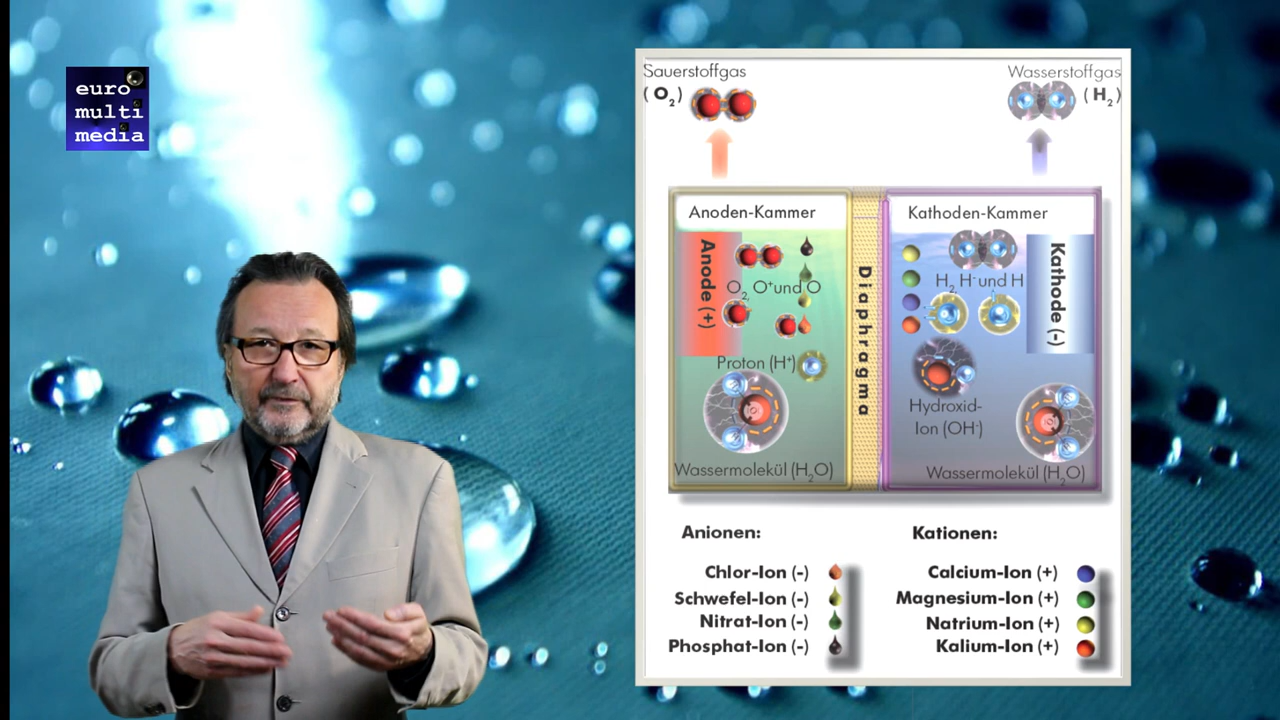 euro
multi
media
Sauerstoffgas
(O₂)
Wasserstoffgas
(H₂)
Anoden-Kammer
Anode (+)
O₂, O⁺und O
Proton (H⁺)
Wassermolekül (H₂O)
Diaphragma
Kathoden-Kammer
Kathode (-)
H₂, H⁻und H
Hydroxid-
Ion (OH⁻)
Wassermolekül (H₂O)
Anionen:
Chlor-Ion (-)
Schwefel-Ion (-)
Nitrat-Ion (-)
Phosphat-Ion (-)
Kationen:
Calcium-Ion (+)
Magnesium-Ion (+)
Natrium-Ion (+)
Kalium-Ion (+)